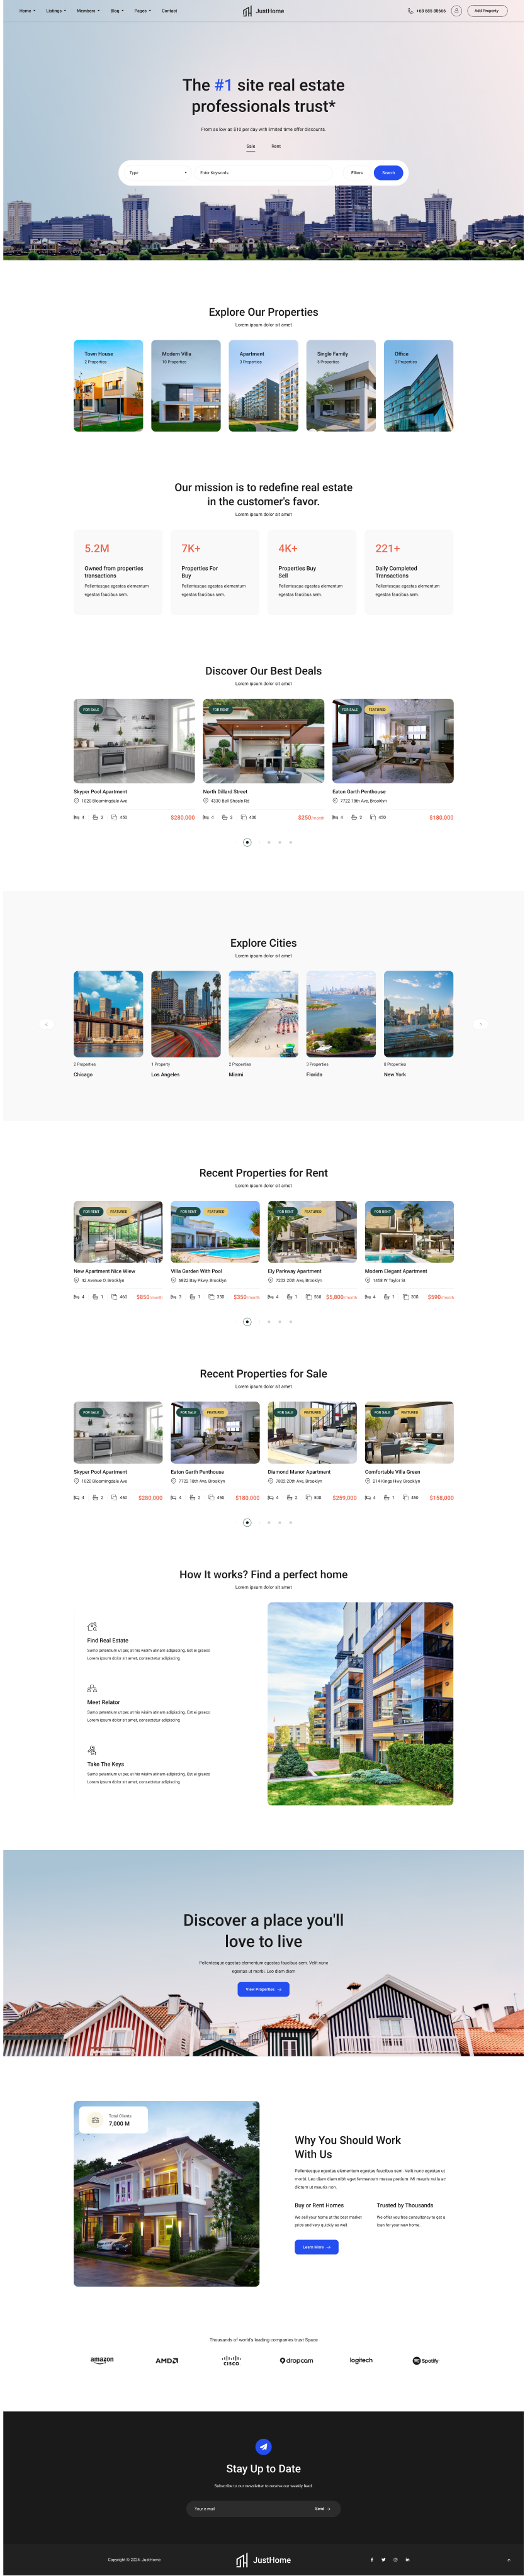 Home
Listings
Members
Blog
Pages
Contact
JustHome
+68 685 88666
Add Property
The #1 site real estate
professionals trust*
From as low as $10 per day with limited time offer discounts.
Sale
Rent
Type
Enter Keywords
Filters
Search
Explore Our Properties
Lorem ipsum dolor sit amet
Town House
2 Properties
Modern Villa
10 Properties
Apartment
3 Properties
Single Family
5 Properties
Office
3 Properties
Our mission is to redefine real estate
in the customer's favor.
Lorem ipsum dolor sit amet
5.2M
Owned from properties
transactions
Pellentesque egestas elementum
egestas faucibus sem.
7K+
Properties For
Buy
Pellentesque egestas elementum
egestas faucibus sem.
4K+
Properties Buy
Sell
Pellentesque egestas elementum
egestas faucibus sem.
221+
Daily Completed
Transactions
Pellentesque egestas elementum
egestas faucibus sem.
Discover Our Best Deals
Lorem ipsum dolor sit amet
FOR SALE
Skyper Pool Apartment
1020 Bloomingdale Ave
4 2 450 $280,000
FOR RENT
North Dillard Street
4330 Bell Shoals Rd
4 2 400 $250/month
FOR SALE FEATURED
Eaton Garth Penthouse
7722 18th Ave, Brooklyn
4 2 450 $180,000
Explore Cities
Lorem ipsum dolor sit amet
2 Properties
Chicago
1 Property
Los Angeles
2 Properties
Miami
3 Properties
Florida
6 Properties
New York
Recent Properties for Rent
Lorem ipsum dolor sit amet
FOR RENT FEATURED
New Apartment Nice Wiew
42 Avenue O, Brooklyn
4 1 460 $850/month
FOR RENT FEATURED
Villa Garden With Pool
6822 Bay Pkwy, Brooklyn
3 1 350 $350/month
FOR RENT FEATURED
Ely Parkway Apartment
7203 20th Ave, Brooklyn
4 1 560 $5,800/month
FOR RENT
Modern Elegant Apartment
1458 W Taylor St
4 1 300 $590/month
Recent Properties for Sale
Lorem ipsum dolor sit amet
FOR SALE
Skyper Pool Apartment
1020 Bloomingdale Ave
4 2 450 $280,000
FOR SALE FEATURED
Eaton Garth Penthouse
7722 18th Ave, Brooklyn
4 2 450 $180,000
FOR SALE FEATURED
Diamond Manor Apartment
7802 20th Ave, Brooklyn
4 2 500 $259,000
FOR SALE FEATURED
Comfortable Villa Green
214 Kings Hwy, Brooklyn
4 1 450 $158,000
How It works? Find a perfect home
Lorem ipsum dolor sit amet
Find Real Estate
Sumo petentium ut per, at his wisim utinam adipiscing. Est ei graeco
Lorem ipsum dolor sit amet, consectetur adipiscing
Meet Relator
Sumo petentium ut per, at his wisim utinam adipiscing. Est ei graeco
Lorem ipsum dolor sit amet, consectetur adipiscing
Take The Keys
Sumo petentium ut per, at his wisim utinam adipiscing. Est ei graeco
Lorem ipsum dolor sit amet, consectetur adipiscing
Discover a place you'll
love to live
Pellentesque egestas elementum egestas faucibus sem. Velit nunc
egestas ut morbi. Leo diam diam
View Properties
Total Clients
7,000 M
Why You Should Work
With Us
Pellentesque egestas elementum egestas faucibus sem. Velit nunc egestas ut
morbi. Leo diam diam nibh eget fermentum massa pretium. Mi mauris nulla ac
dictum ut mauris non.
Buy or Rent Homes
We sell your home at the best market
price and very quickly as well.
Trusted by Thousands
We offer you free consultancy to get a
loan for your new home.
Learn More
Thousands of world's leading companies trust Space
amazon
AMD
CISCO
dropcam
logitech
Spotify
Stay Up to Date
Subscribe to our newsletter to receive our weekly feed.
Your e-mail
Send
Copyright © 2024. JustHome
JustHome